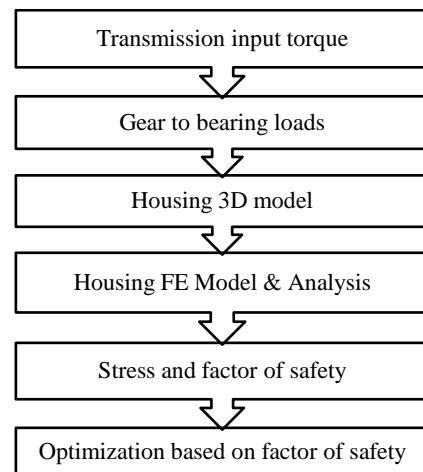 Transmission input torque
Gear to bearing loads
Housing 3D model
Housing FE Model & Analysis
Stress and factor of safety
Optimization based on factor of safety